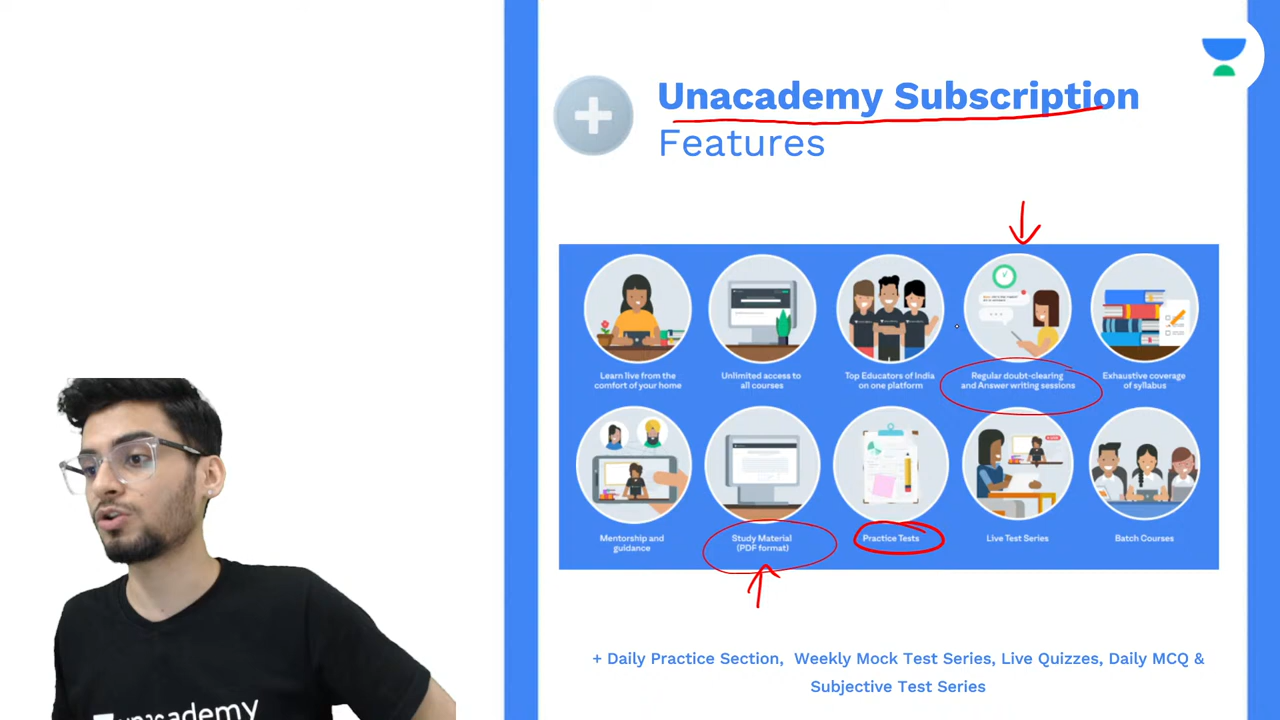 Unacademy Subscription
Features
Learn live from the
comfort of your home
Unlimited access to
all courses
Top Educators of India
on one platform
Regular doubt-clearing
and Answer writing sessions
Exhaustive coverage
of syllabus
Mentorship and
guidance
Study Material
(PDF format)
Practice Tests
Live Test Series
Batch Courses
+ Daily Practice Section, Weekly Mock Test Series, Live Quizzes, Daily MCQ &
Subjective Test Series
unacademy